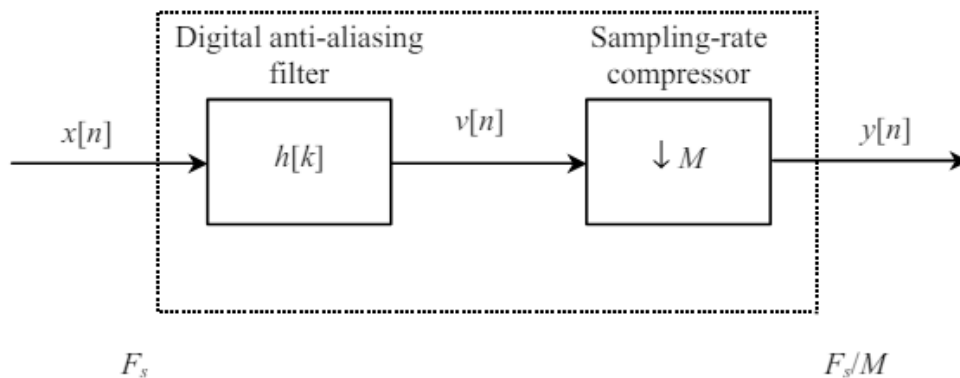 Digital anti-aliasing
filter
Sampling-rate
compressor
x[n]
h[k]
v[n]
↓ M
y[n]
F_s
F_s/M